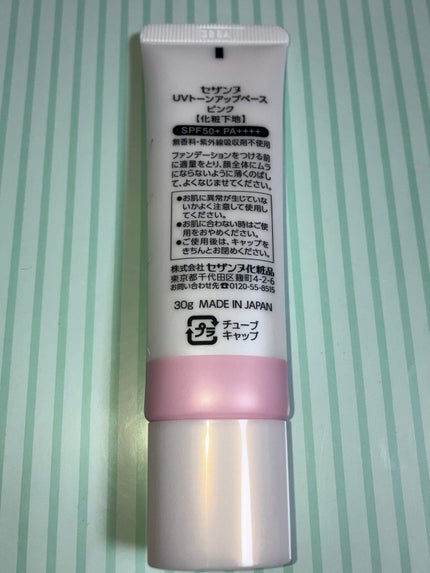 セザンヌ
UVトーンアップベース
ピンク
【化粧下地】
SPF50+ PA++++
無香料・紫外線吸収剤不使用
ファンデーションをつける前
に適量をとり、顔全体にムラ
にならないように薄くのばし
て、よくなじませてください。
●お肌に異常が生じていな
いかよく注意して使用し
てください。
●お肌に合わない時はご使
用をおやめください。
●ご使用後は、キャップを
きちんとお閉めください。
株式会社 セザンヌ化粧品
東京都千代田区麹町4-2-6
お問い合わせ先☎0120-55-8515
30g MADE IN JAPAN
プラ
チューブ
キャップ